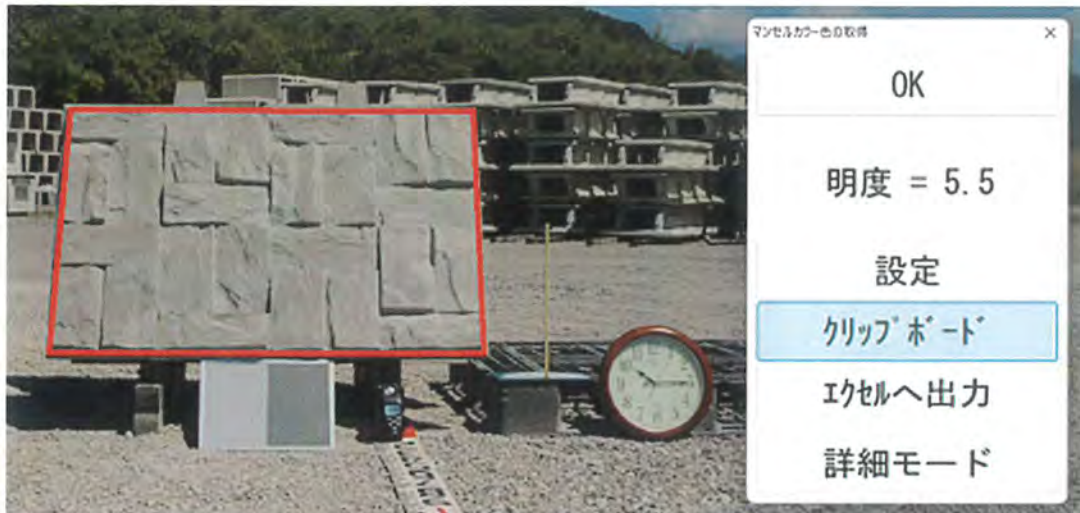 マンセルカラー色の取得
OK
明度 = 5.5
設定
クリップボード
エクセルへ出力
詳細モード